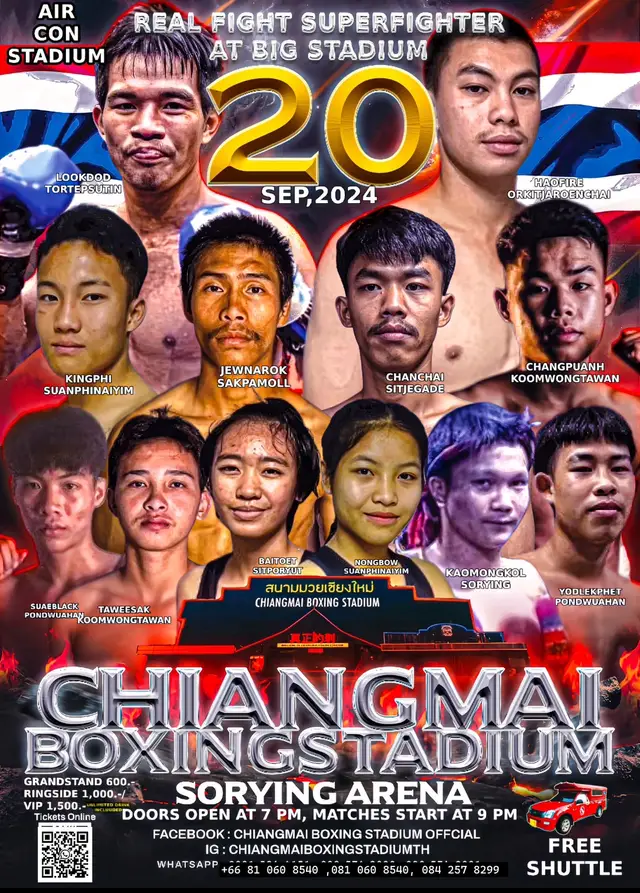 AIR
CON
STADIUM
REAL FIGHT SUPERFIGHTER
AT BIG STADIUM
20
SEP,2024
LOOKDOD
TORTEPSUTIN
HAOFIRE
ORKITJAROENCHAI
KINGPHI
SUANPHINAIYIM
JEWNAROK
SAKPAMOLL
CHANCHAI
SITJEGADE
CHANGPUANH
KOOMWONGTAWAN
SUAEBLACK
PONDWUAHAN
TAWEESAK
KOOMWONGTAWAN
BAITOEY
SITPORYUT
NONGBOW
SUANPHINAIYIM
KAOMONGKOL
SORYING
YODLEKPHET
PONDWUAHAN
สนามมวยเชียงใหม่
CHIANGMAI BOXING STADIUM
CHIANGMAI
BOXINGSTADIUM
GRANDSTAND 600.-
RINGSIDE 1,000.-/
VIP 1,500.- UNLIMITED DRINK
INCLUDED
Tickets Online
SORYING ARENA
DOORS OPEN AT 7 PM, MATCHES START AT 9 PM
FACEBOOK : CHIANGMAI BOXING STADIUM OFFCIAL
IG : CHIANGMAIBOXINGSTADIUMTH
WHATSAPP
+66 81 060 8540 ,081 060 8540, 084 257 8299
FREE
SHUTTLE